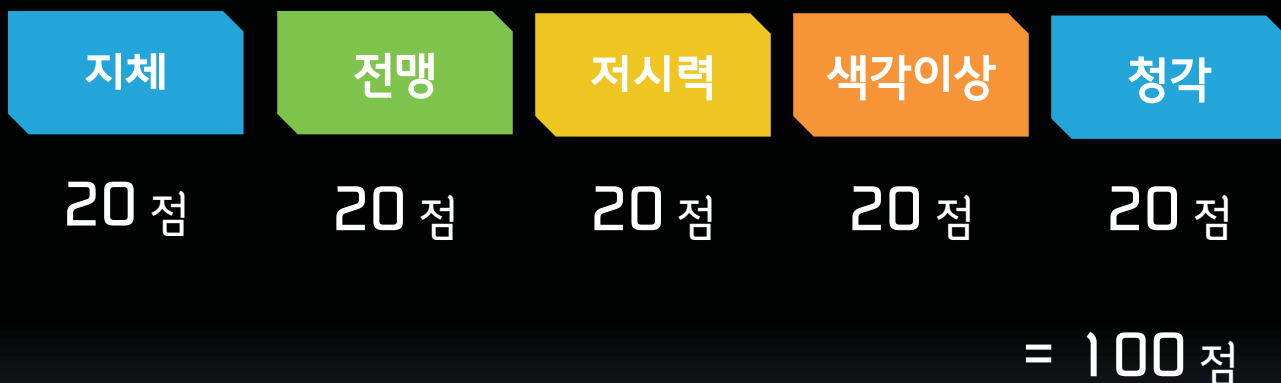 지체 전맹 저시력 색각이상 청각
20 점 20 점 20 점 20 점 20 점
= 100 점